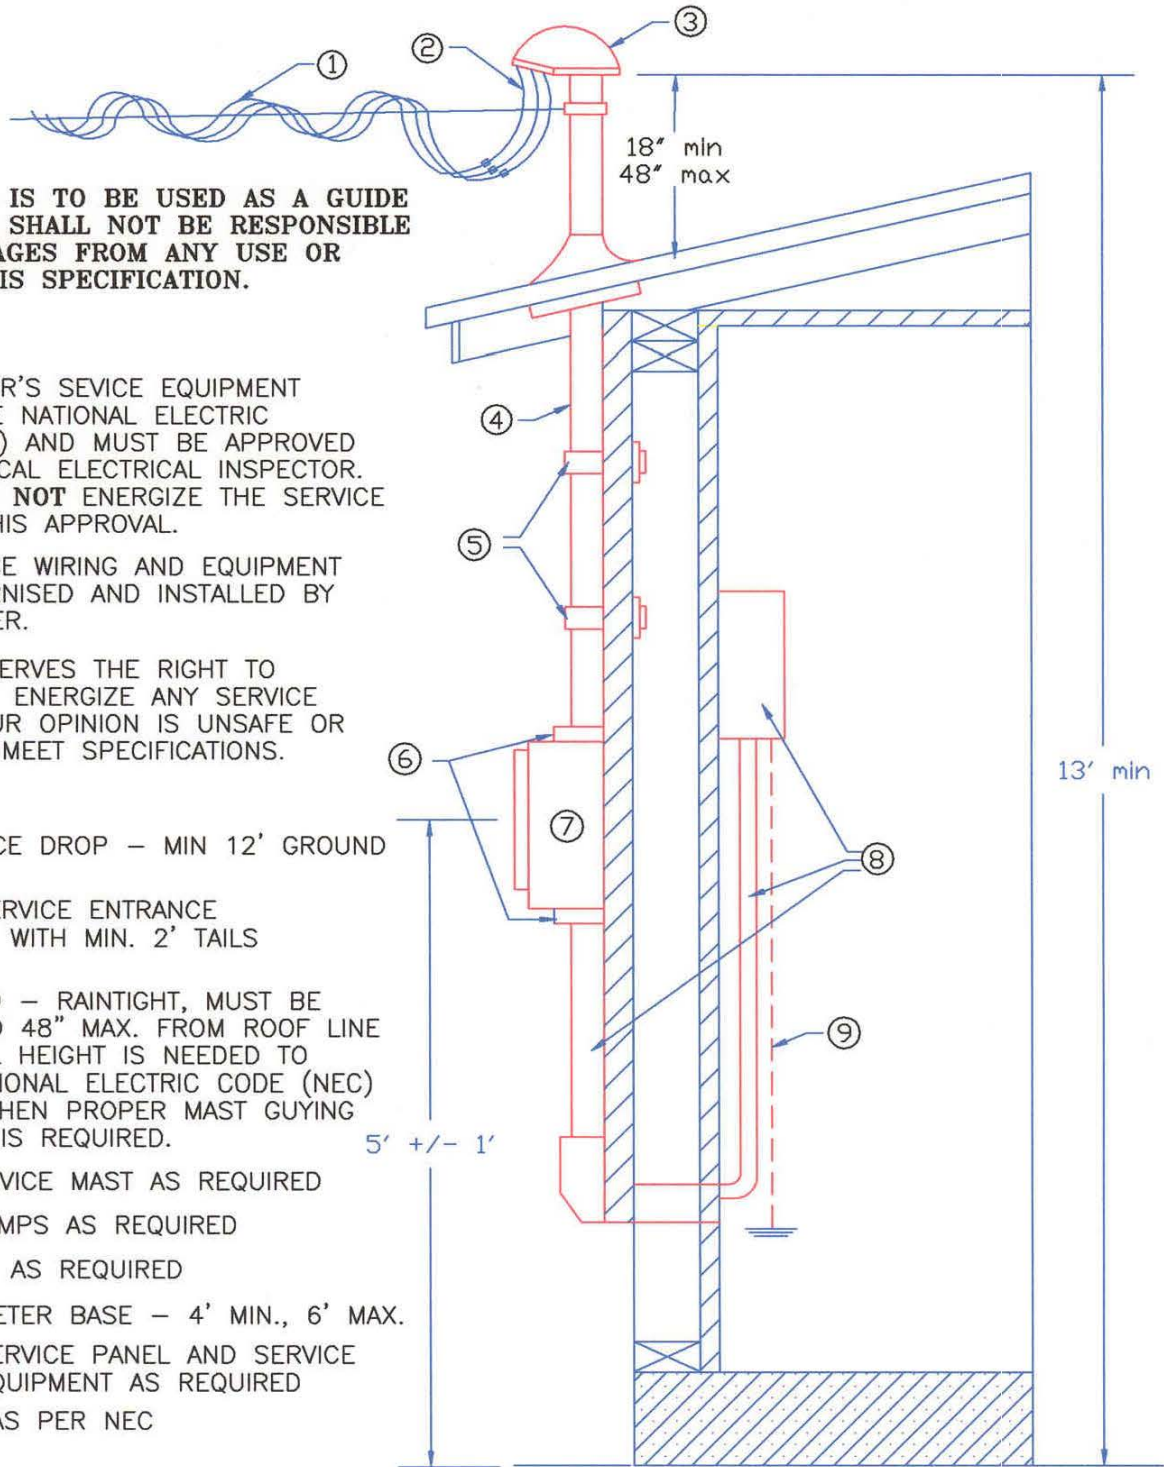 ③
②
①
18" min
48" max
IS TO BE USED AS A GUIDE
SHALL NOT BE RESPONSIBLE
AGES FROM ANY USE OR
IS SPECIFICATION.
R'S SEVICE EQUIPMENT
E NATIONAL ELECTRIC
) AND MUST BE APPROVED
CAL ELECTRICAL INSPECTOR.
NOT ENERGIZE THE SERVICE
HIS APPROVAL.
④
⑤
CE WIRING AND EQUIPMENT
RNISED AND INSTALLED BY
ER.
ERVES THE RIGHT TO
ENERGIZE ANY SERVICE
UR OPINION IS UNSAFE OR
MEET SPECIFICATIONS.
⑥
13' min
⑦
⑧
CE DROP – MIN 12' GROUND
ERVICE ENTRANCE
WITH MIN. 2' TAILS
– RAINTIGHT, MUST BE
48" MAX. FROM ROOF LINE
HEIGHT IS NEEDED TO
IONAL ELECTRIC CODE (NEC)
HEN PROPER MAST GUYING
IS REQUIRED.
⑨
5' +/- 1'
VICE MAST AS REQUIRED
MPS AS REQUIRED
AS REQUIRED
ETER BASE – 4' MIN., 6' MAX.
ERVICE PANEL AND SERVICE
QUIPMENT AS REQUIRED
AS PER NEC